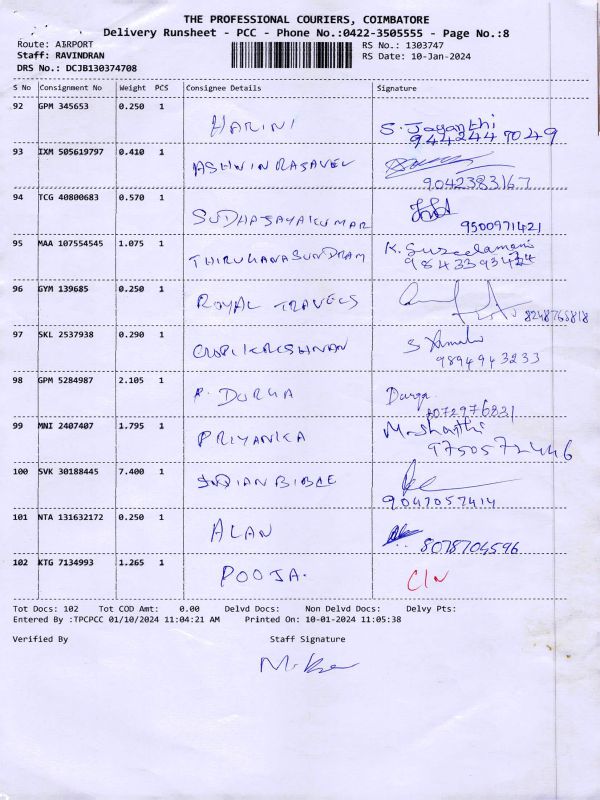 THE PROFESSIONAL COURIERS, COIMBATORE
Delivery Runsheet - PCC - Phone No.:0422-3505555 - Page No.:8
Route: AIRPORT RS No.: 1303747
Staff: RAVINDRAN RS Date: 10-Jan-2024
DRS No.: DCJB130374708
S No Consignment No Weight PCS Consignee Details Signature
92 GPM 345653 0.250 1 HARINI S. Jayanthi
9442447049
93 IXM 505619797 0.410 1 ASHWIN RAJAVEL
9042383167
94 TCG 40800683 0.570 1 SUDHAJAYAKUMAR
9500971421
95 MAA 107554545 1.075 1 THIRUGNANASUNDRAM K. Suseelamani
96 GYM 139685 0.250 1 ROYAL TRAVELS
8248768818
97 SKL 2537938 0.290 1 GOPIKRISHNAN
9894943233
98 GPM 5284987 2.105 1 P. DURGA Durga.
8072976831
99 MNI 2407407 1.795 1 PRIYANKA M. Shanthi
9750572446
100 SVK 30188445 7.400 1
9047057414
101 NTA 131632172 0.250 1 ALAN
8078704596
102 KTG 7134993 1.265 1 POOJA. C/N
Tot Docs: 102 Tot COD Amt: 0.00 Delvd Docs: Non Delvd Docs: Delvy Pts:
Entered By :TPCPCC 01/10/2024 11:04:21 AM Printed On: 10-01-2024 11:05:38
Verified By Staff Signature